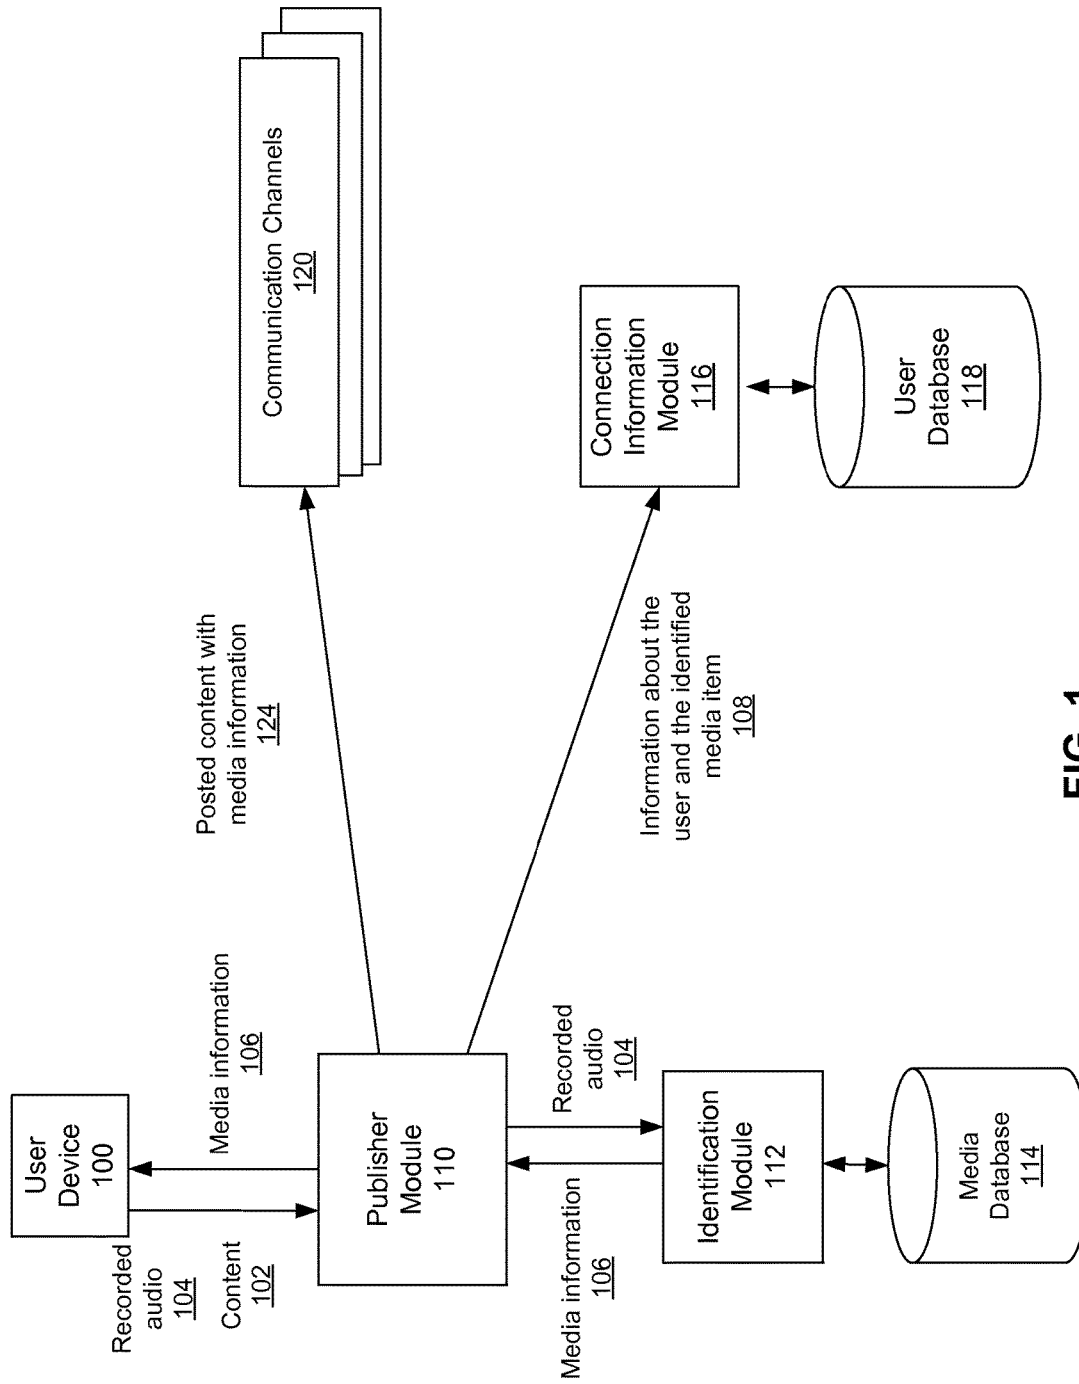 User
Device
100
Recorded
audio
104
Content
102
Media information
106
Publisher
Module
110
Media information
106
Recorded
audio
104
Identification
Module
112
Media
Database
114
Posted content with
media information
124
Information about the
user and the identified
media item
108
Communication Channels
120
Connection
Information
Module
116
User
Database
118
FIG. 1